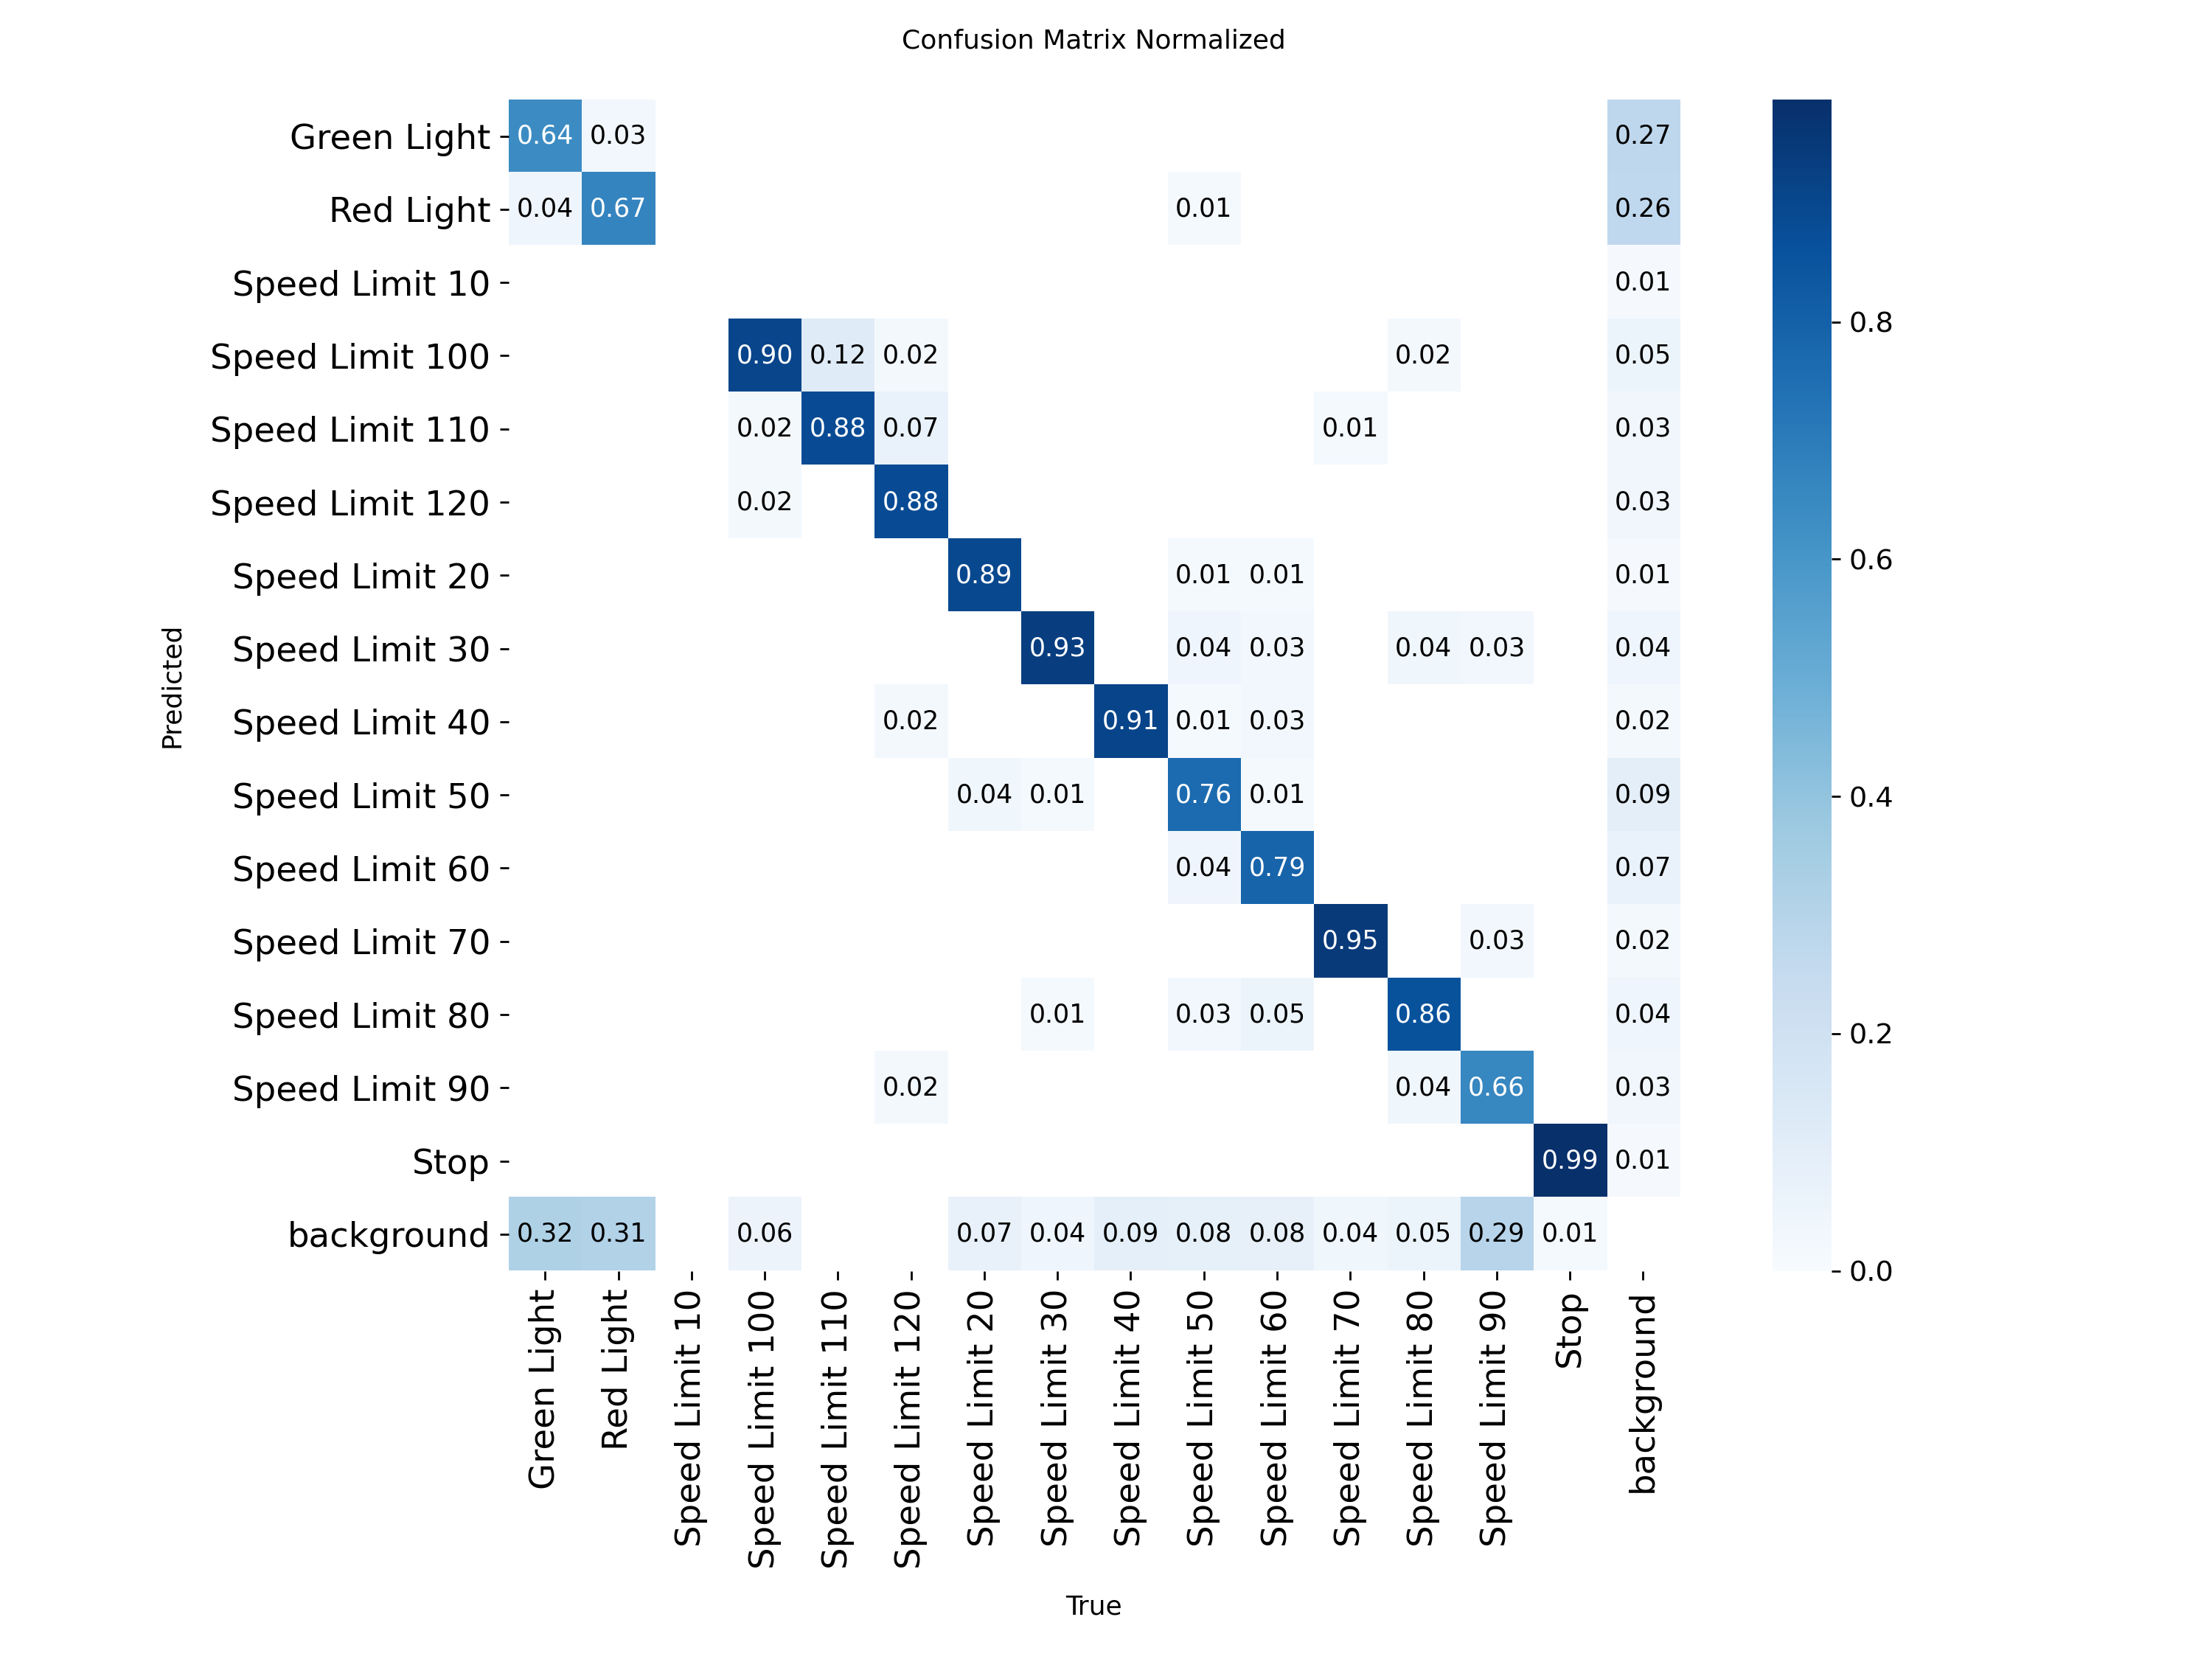 Confusion Matrix Normalized
Green Light 0.64 0.03 0.27
Red Light 0.04 0.67 0.01 0.26
Speed Limit 10 0.01
Speed Limit 100 0.90 0.12 0.02 0.02 0.05
Speed Limit 110 0.02 0.88 0.07 0.01 0.03
Speed Limit 120 0.02 0.88 0.03
Speed Limit 20 0.89 0.01 0.01 0.01
Speed Limit 30 0.93 0.04 0.03 0.04 0.03 0.04
Speed Limit 40 0.02 0.91 0.01 0.03 0.02
Speed Limit 50 0.04 0.01 0.76 0.01 0.09
Speed Limit 60 0.04 0.79 0.07
Speed Limit 70 0.95 0.03 0.02
Speed Limit 80 0.01 0.03 0.05 0.86 0.04
Speed Limit 90 0.02 0.04 0.66 0.03
Stop 0.99 0.01
background 0.32 0.31 0.06 0.07 0.04 0.09 0.08 0.08 0.04 0.05 0.29 0.01
Predicted
Green Light
Red Light
Speed Limit 10
Speed Limit 100
Speed Limit 110
Speed Limit 120
Speed Limit 20
Speed Limit 30
Speed Limit 40
Speed Limit 50
Speed Limit 60
Speed Limit 70
Speed Limit 80
Speed Limit 90
Stop
background
True
0.8
0.6
0.4
0.2
0.0